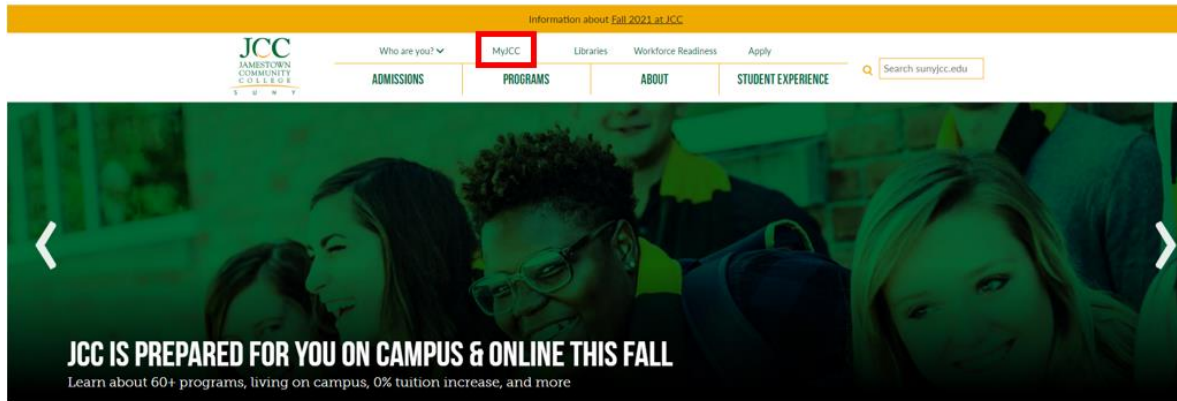 Information about Fall 2021 at JCC
JCC
JAMESTOWN
COMMUNITY
COLLEGE
SUNY
Who are you? MyJCC Libraries Workforce Readiness Apply
ADMISSIONS PROGRAMS ABOUT STUDENT EXPERIENCE
Search sunyjcc.edu
JCC IS PREPARED FOR YOU ON CAMPUS & ONLINE THIS FALL
Learn about 60+ programs, living on campus, 0% tuition increase, and more